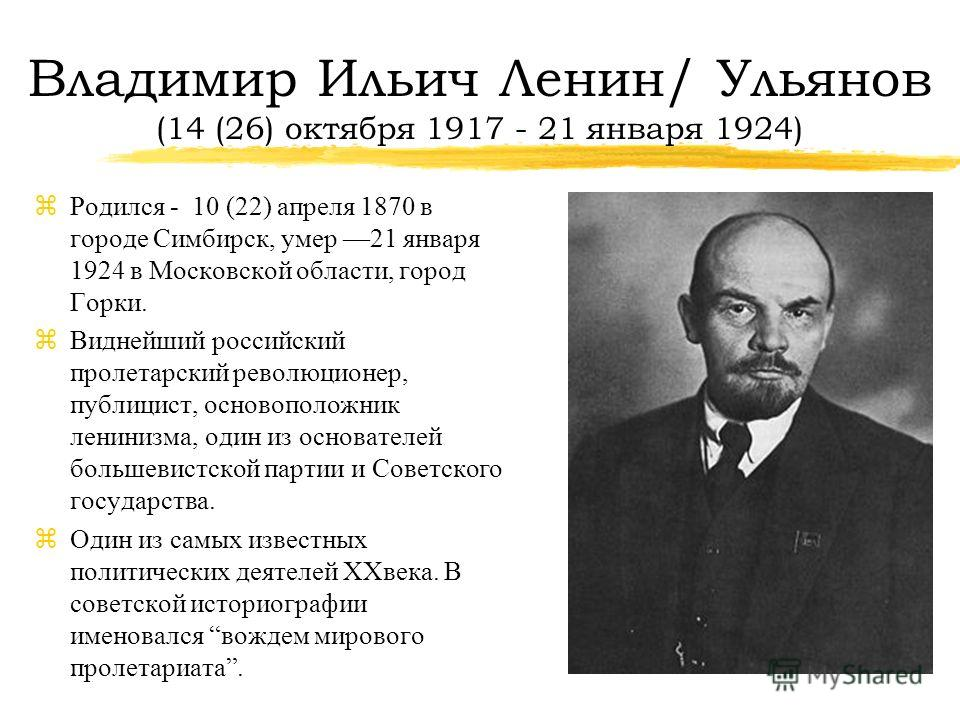 Владимир Ильич Ленин/ Ульянов
(14 (26) октября 1917 - 21 января 1924)
Родился - 10 (22) апреля 1870 в
городе Симбирск, умер —21 января
1924 в Московской области, город
Горки.
Виднейший российский
пролетарский революционер,
публицист, основоположник
ленинизма, один из основателей
большевистской партии и Советского
государства.
Один из самых известных
политических деятелей XXвека. В
советской историографии
именовался “вождем мирового
пролетариата”.
MyShared